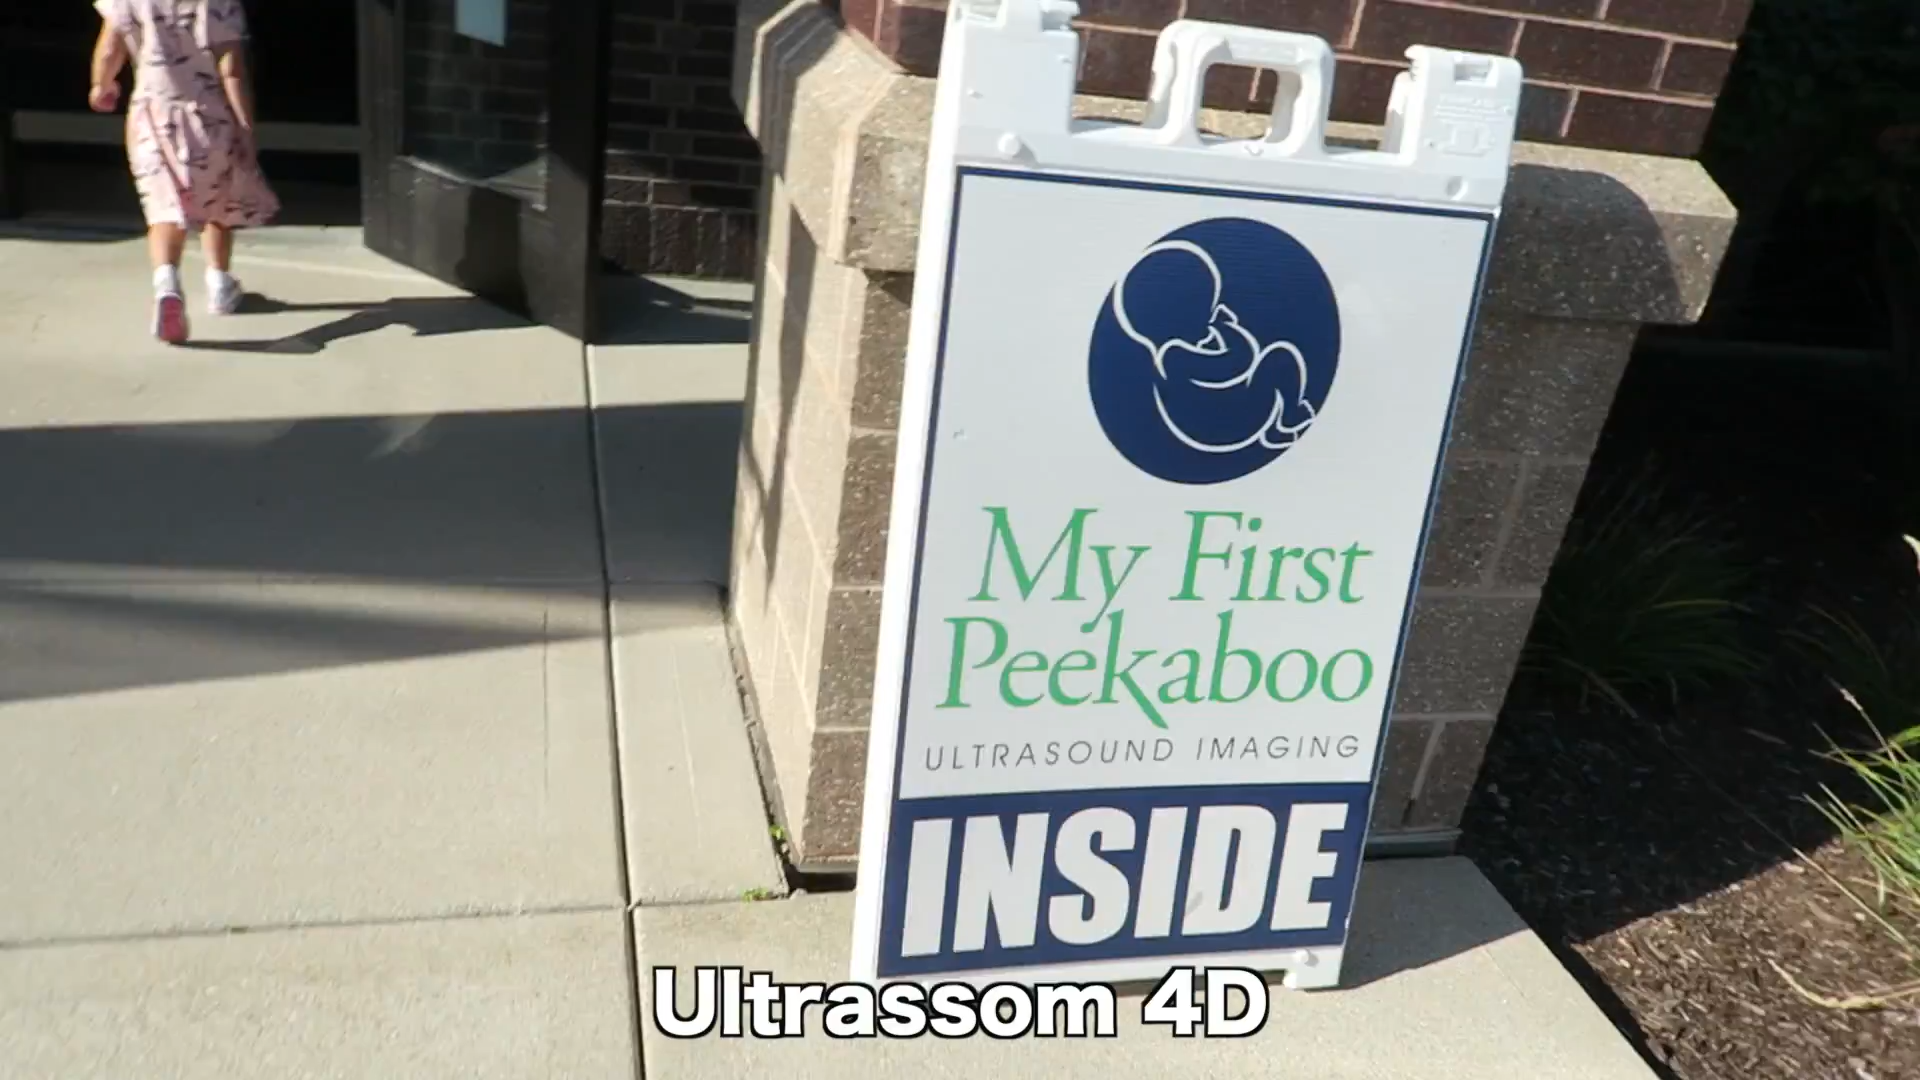 My First
Peekaboo
ULTRASOUND IMAGING
INSIDE
Ultrassom 4D